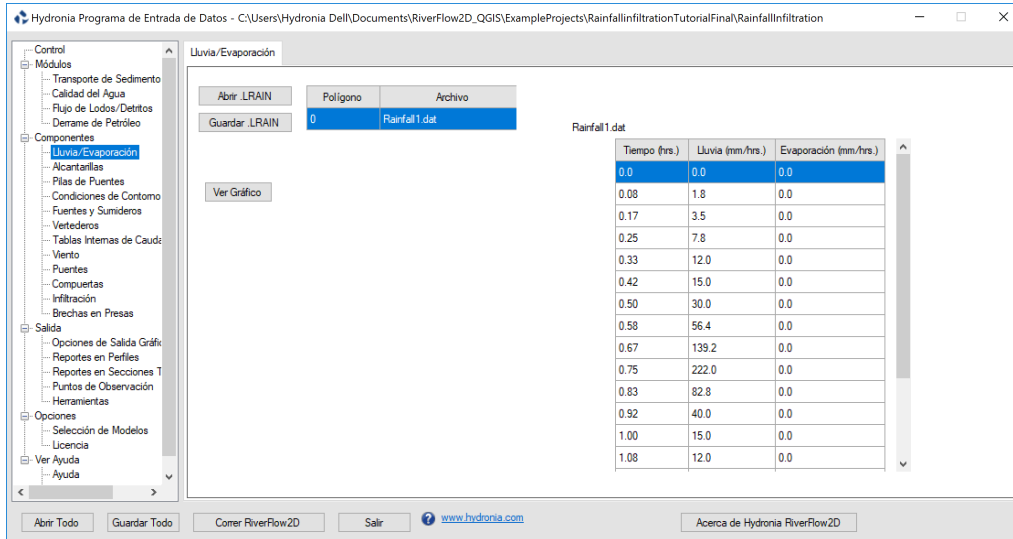 Hydronia Programa de Entrada de Datos - C:\Users\Hydronia Dell\Documents\RiverFlow2D_QGIS\ExampleProjects\RainfallinfiltrationTutorialFinal\RainfallInfiltration
Control
Módulos
Transporte de Sedimento
Calidad del Agua
Flujo de Lodos/Detritos
Derrame de Petróleo
Componentes
Lluvia/Evaporación
Alcantarillas
Pilas de Puentes
Condiciones de Contorno
Fuentes y Sumideros
Vertederos
Tablas Internas de Cauda
Viento
Puentes
Compuertas
Infiltración
Brechas en Presas
Salida
Opciones de Salida Gráfic
Reportes en Perfiles
Reportes en Secciones T
Puntos de Observación
Herramientas
Opciones
Selección de Modelos
Licencia
Ver Ayuda
Ayuda
Lluvia/Evaporación
Abrir .LRAIN
Guardar .LRAIN
Ver Gráfico
Polígono Archivo
0 Rainfall1.dat
Rainfall1.dat
Tiempo (hrs.) Lluvia (mm/hrs.) Evaporación (mm/hrs.)
0.0 0.0 0.0
0.08 1.8 0.0
0.17 3.5 0.0
0.25 7.8 0.0
0.33 12.0 0.0
0.42 15.0 0.0
0.50 30.0 0.0
0.58 56.4 0.0
0.67 139.2 0.0
0.75 222.0 0.0
0.83 82.8 0.0
0.92 40.0 0.0
1.00 15.0 0.0
1.08 12.0 0.0
Abrir Todo Guardar Todo Correr RiverFlow2D Salir www.hydronia.com Acerca de Hydronia RiverFlow2D